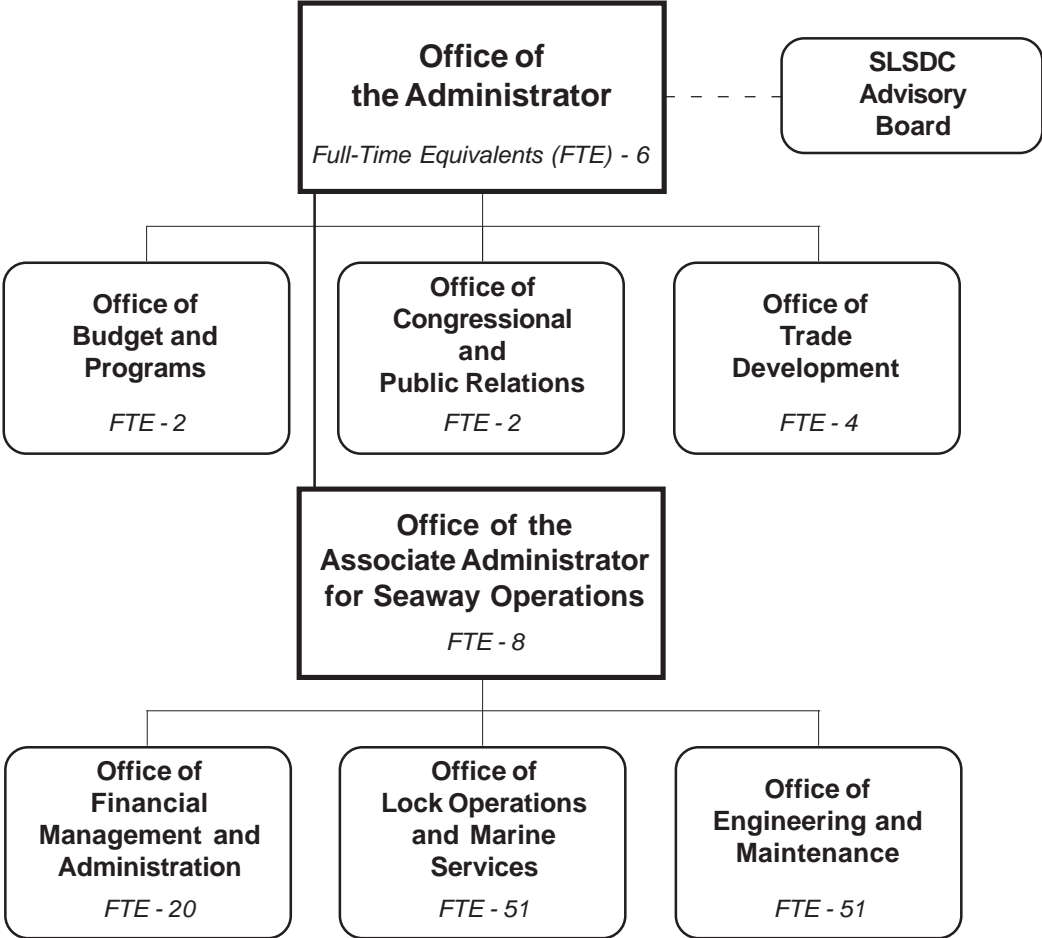 Office of
the Administrator
Full-Time Equivalents (FTE) - 6
SLSDC
Advisory
Board
Office of
Budget and
Programs
FTE - 2
Office of
Congressional
and
Public Relations
FTE - 2
Office of
Trade
Development
FTE - 4
Office of the
Associate Administrator
for Seaway Operations
FTE - 8
Office of
Financial
Management and
Administration
FTE - 20
Office of
Lock Operations
and Marine
Services
FTE - 51
Office of
Engineering and
Maintenance
FTE - 51